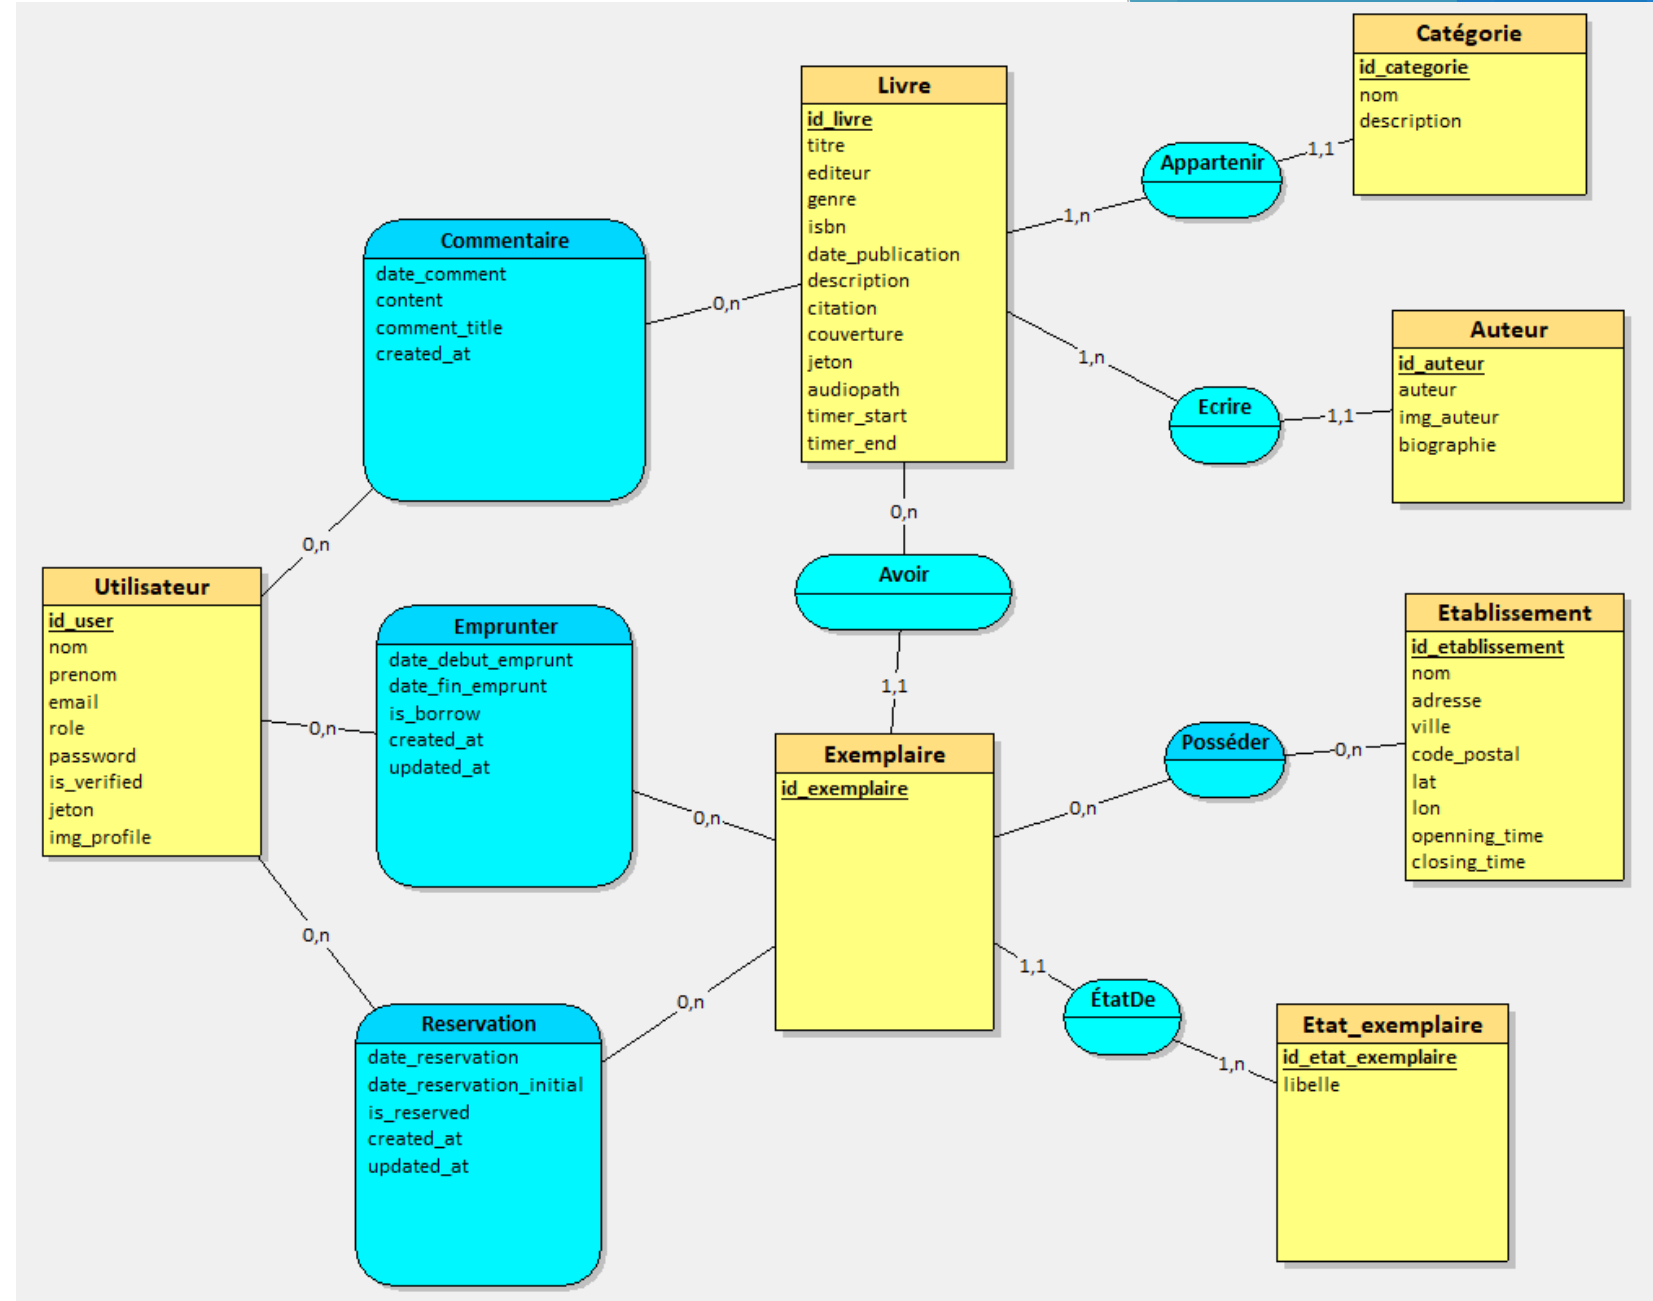 Catégorie
id_categorie
nom
description
Livre
id_livre
titre
editeur
genre
isbn
date_publication
description
citation
couverture
jeton
audiopath
timer_start
timer_end
Appartenir
1,1
1,n
Commentaire
date_comment
content
comment_title
created_at
0,n
0,n
Auteur
id_auteur
auteur
img_auteur
biographie
1,n
Ecrire
1,1
0,n
Avoir
1,1
Utilisateur
id_user
nom
prenom
email
role
password
is_verified
jeton
img_profile
Emprunter
date_debut_emprunt
date_fin_emprunt
is_borrow
created_at
updated_at
0,n
0,n
Etablissement
id_etablissement
nom
adresse
ville
code_postal
lat
lon
openning_time
closing_time
Exemplaire
id_exemplaire
Posséder
0,n
0,n
0,n
0,n
1,1
ÉtatDe
1,n
Reservation
date_reservation
date_reservation_initial
is_reserved
created_at
updated_at
Etat_exemplaire
id_etat_exemplaire
libelle